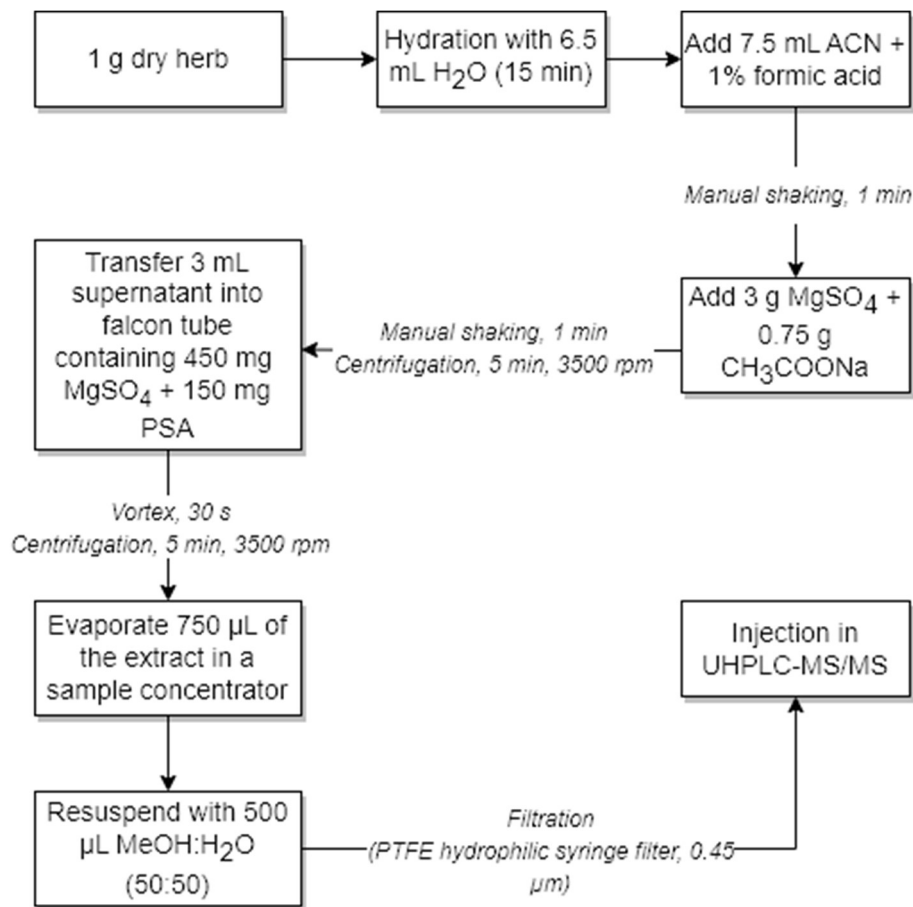 1 g dry herb
Hydration with 6.5
mL H₂O (15 min)
Add 7.5 mL ACN +
1% formic acid
Manual shaking, 1 min
Add 3 g MgSO₄ +
0.75 g
CH₃COONa
Manual shaking, 1 min
Centrifugation, 5 min, 3500 rpm
Transfer 3 mL
supernatant into
falcon tube
containing 450 mg
MgSO₄ + 150 mg
PSA
Vortex, 30 s
Centrifugation, 5 min, 3500 rpm
Evaporate 750 µL of
the extract in a
sample concentrator
Resuspend with 500
µL MeOH:H₂O
(50:50)
Filtration
(PTFE hydrophilic syringe filter, 0.45
µm)
Injection in
UHPLC-MS/MS